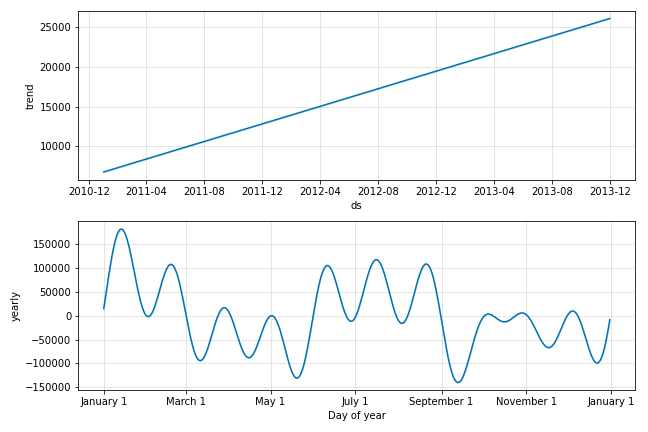 25000
20000
15000
10000
trend
2010-12 2011-04 2011-08 2011-12 2012-04 2012-08 2012-12 2013-04 2013-08 2013-12
ds
150000
100000
50000
0
−50000
−100000
−150000
yearly
January 1 March 1 May 1 July 1 September 1 November 1 January 1
Day of year